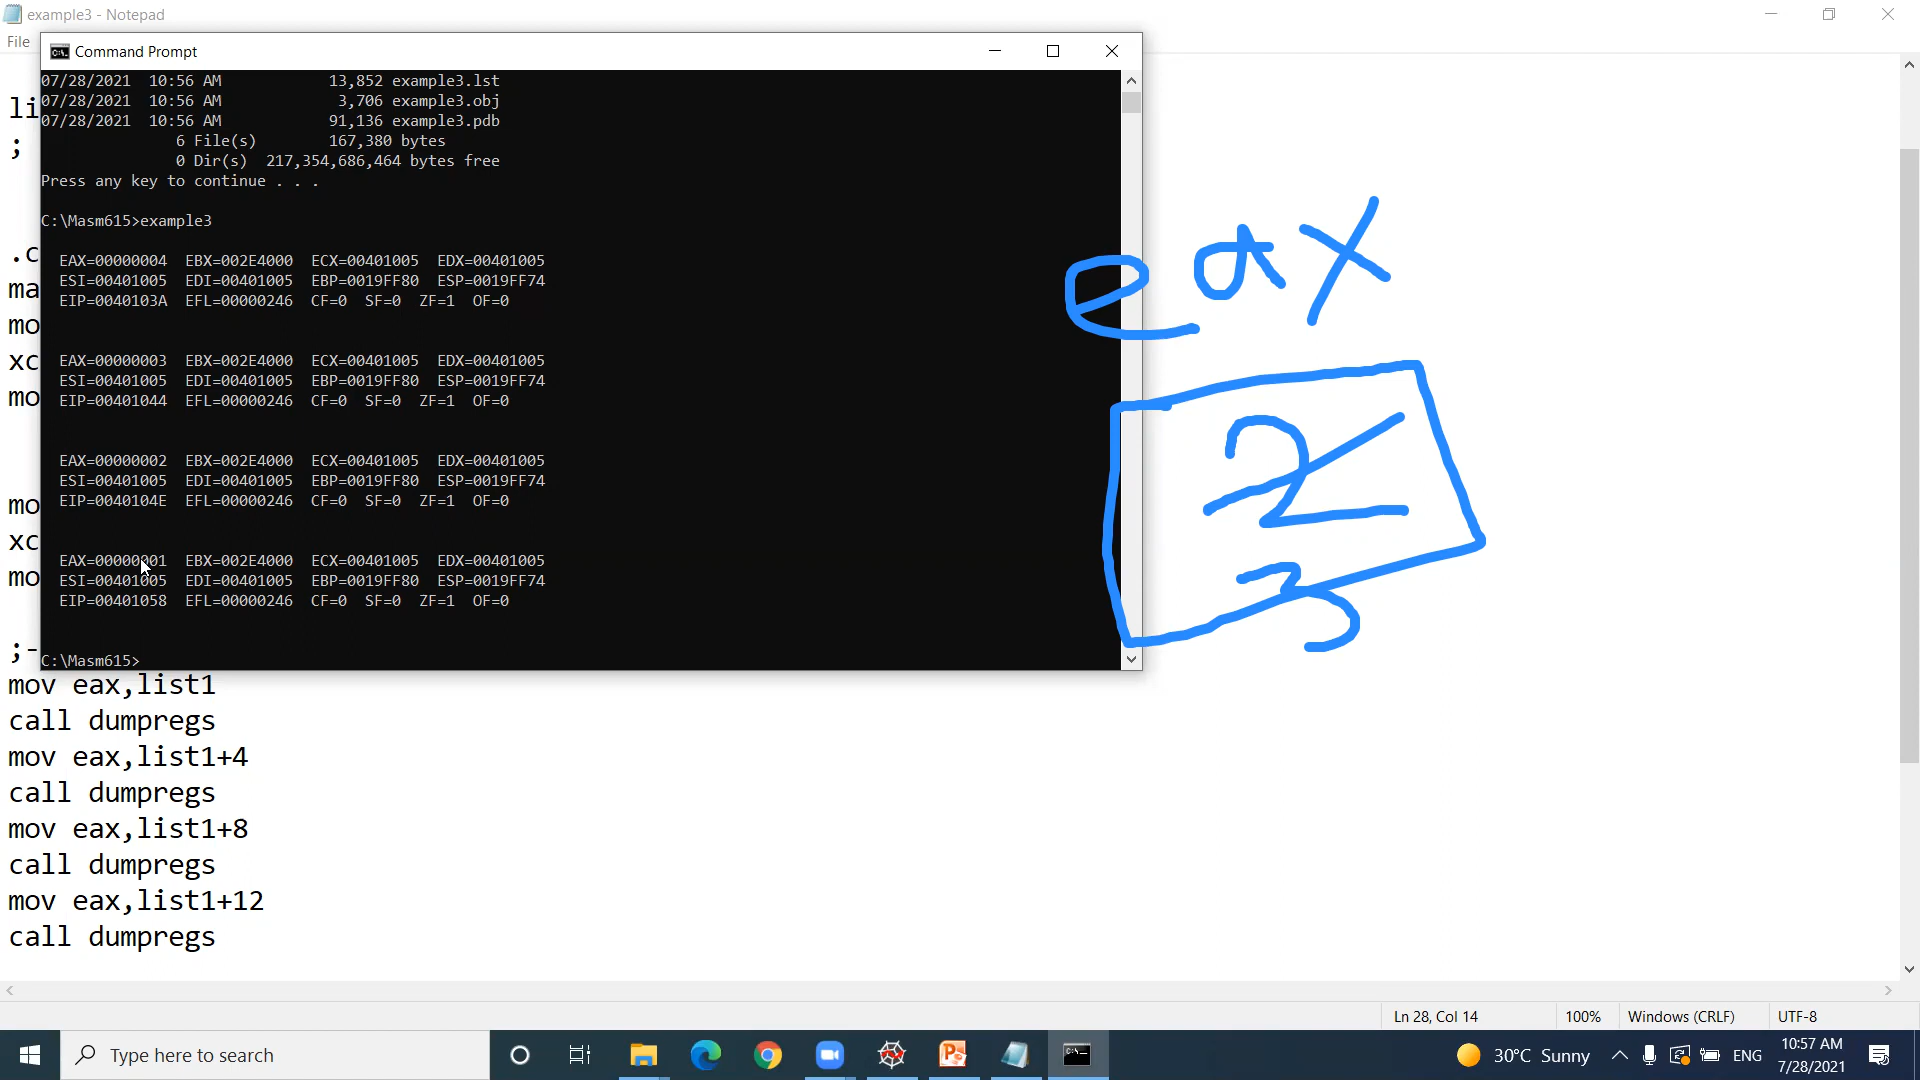 example3 - Notepad
File
Command Prompt
07/28/2021  10:56 AM            13,852 example3.lst
07/28/2021  10:56 AM             3,706 example3.obj
07/28/2021  10:56 AM            91,136 example3.pdb
6 File(s)        167,380 bytes
0 Dir(s)  217,354,686,464 bytes free
Press any key to continue . . .
C:\Masm615>example3
EAX=00000004  EBX=002E4000  ECX=00401005  EDX=00401005
ESI=00401005  EDI=00401005  EBP=0019FF80  ESP=0019FF74
EIP=0040103A  EFL=00000246  CF=0  SF=0  ZF=1  OF=0
EAX=00000003  EBX=002E4000  ECX=00401005  EDX=00401005
ESI=00401005  EDI=00401005  EBP=0019FF80  ESP=0019FF74
EIP=00401044  EFL=00000246  CF=0  SF=0  ZF=1  OF=0
EAX=00000002  EBX=002E4000  ECX=00401005  EDX=00401005
ESI=00401005  EDI=00401005  EBP=0019FF80  ESP=0019FF74
EIP=0040104E  EFL=00000246  CF=0  SF=0  ZF=1  OF=0
EAX=00000001  EBX=002E4000  ECX=00401005  EDX=00401005
ESI=00401005  EDI=00401005  EBP=0019FF80  ESP=0019FF74
EIP=00401058  EFL=00000246  CF=0  SF=0  ZF=1  OF=0
C:\Masm615>
li
;
.c
ma
mo
xc
mo
mo
xc
mo
;-
mov eax,list1
call dumpregs
mov eax,list1+4
call dumpregs
mov eax,list1+8
call dumpregs
mov eax,list1+12
call dumpregs
eax
2
3
Ln 28, Col 14
100%
Windows (CRLF)
UTF-8
Type here to search
30°C Sunny
ENG
10:57 AM
7/28/2021